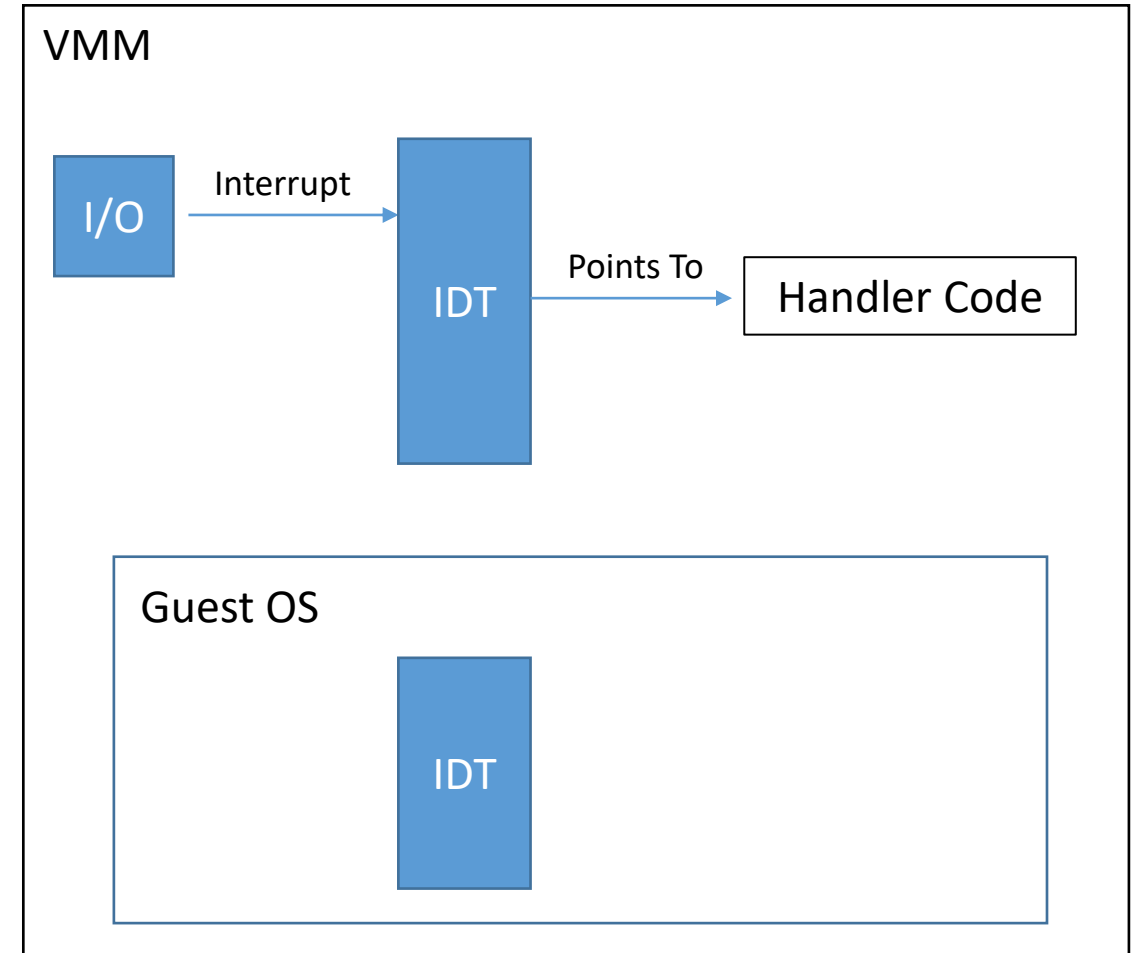 VMM
Interrupt
I/O
Points To
IDT
Handler Code
Guest OS
IDT